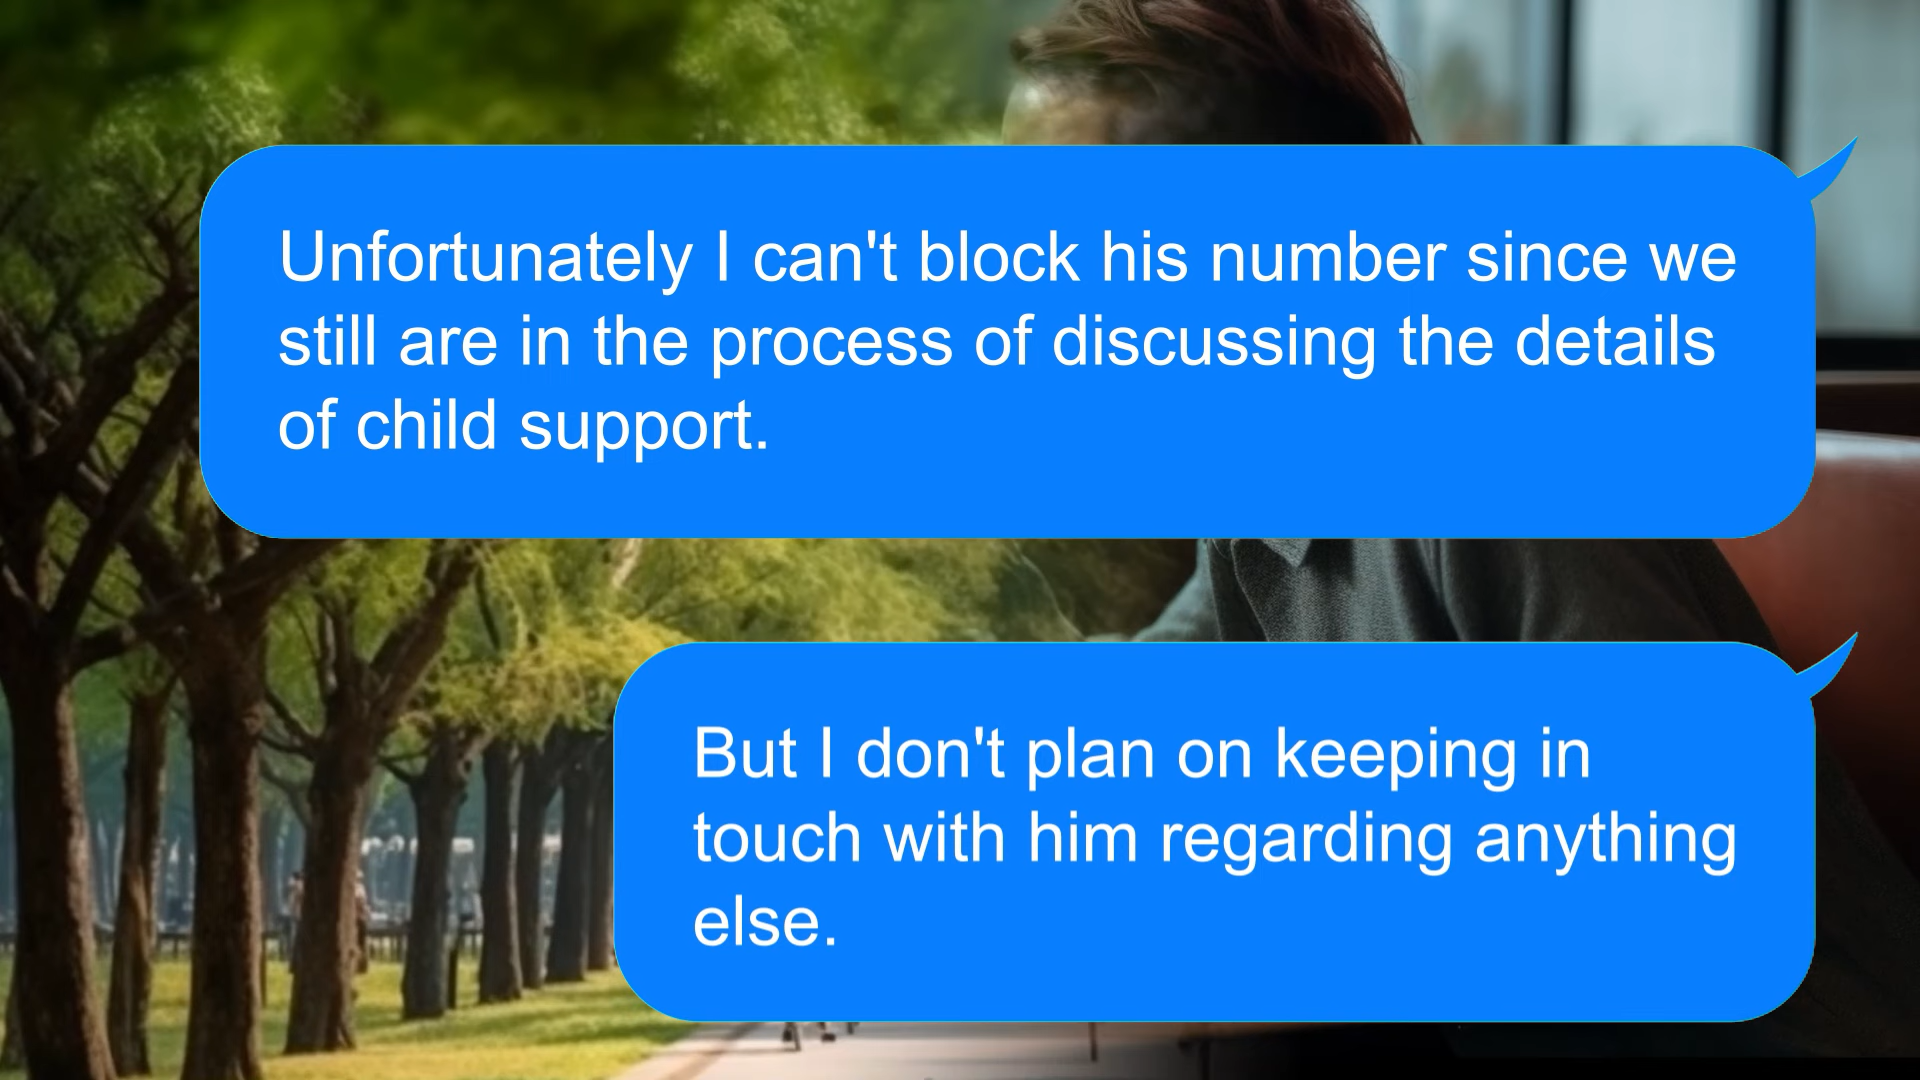 Unfortunately I can't block his number since we
still are in the process of discussing the details
of child support.
But I don't plan on keeping in
touch with him regarding anything
else.